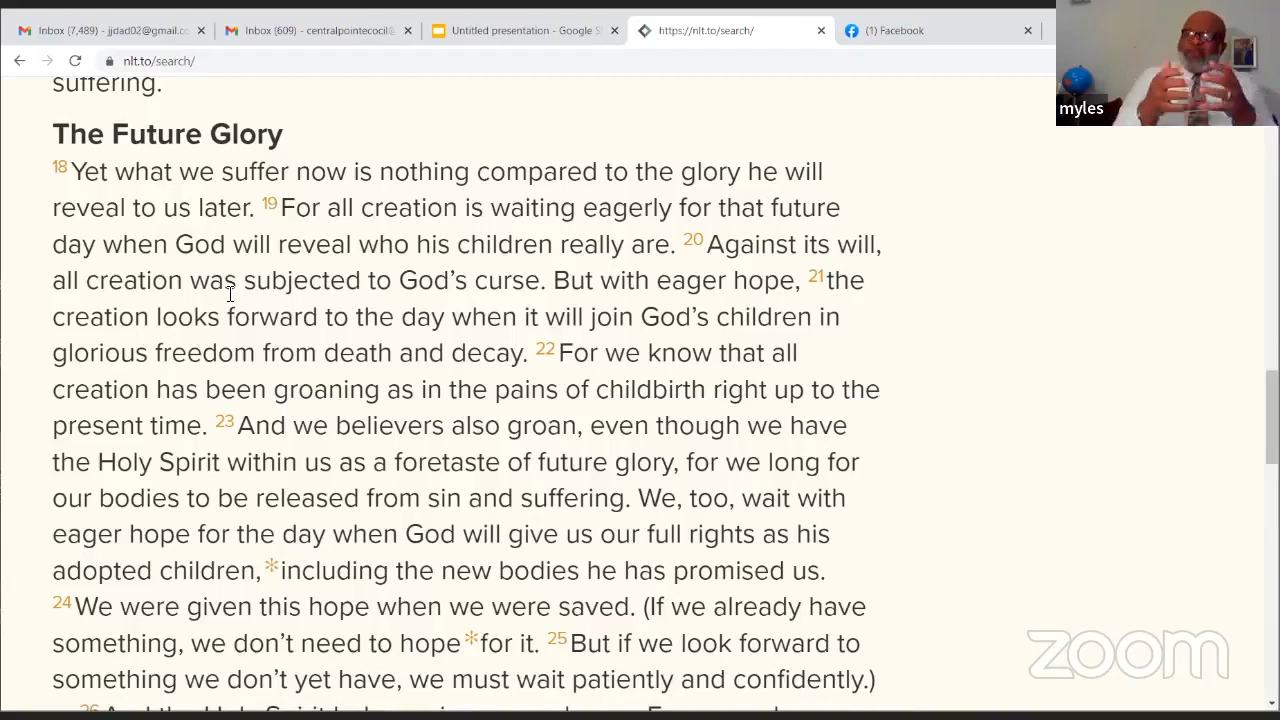 Inbox (7,489) - jjdad02@gmail.c
Inbox (609) - centralpointecocil@
Untitled presentation - Google S
https://nlt.to/search/
(1) Facebook
nlt.to/search/
myles
suffering.
The Future Glory
18 Yet what we suffer now is nothing compared to the glory he will
reveal to us later. 19 For all creation is waiting eagerly for that future
day when God will reveal who his children really are. 20 Against its will,
all creation was subjected to God’s curse. But with eager hope, 21 the
creation looks forward to the day when it will join God’s children in
glorious freedom from death and decay. 22 For we know that all
creation has been groaning as in the pains of childbirth right up to the
present time. 23 And we believers also groan, even though we have
the Holy Spirit within us as a foretaste of future glory, for we long for
our bodies to be released from sin and suffering. We, too, wait with
eager hope for the day when God will give us our full rights as his
adopted children,* including the new bodies he has promised us.
24 We were given this hope when we were saved. (If we already have
something, we don’t need to hope* for it. 25 But if we look forward to
something we don’t yet have, we must wait patiently and confidently.)
26 And the Holy Spirit
zoom